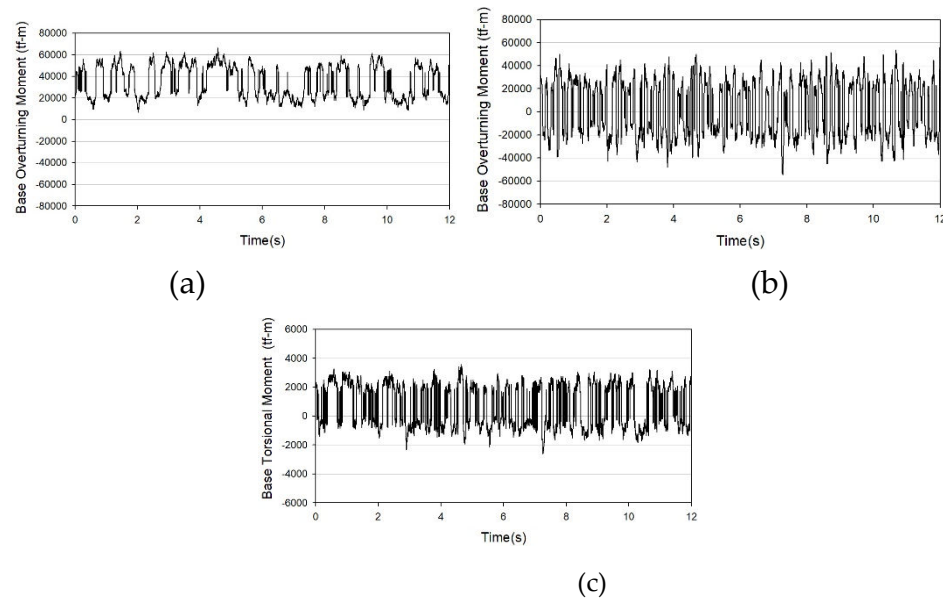 Base Overturning Moment (tf-m)
80000
60000
40000
20000
0
-20000
-40000
-60000
-80000
0 2 4 6 8 10 12
Time(s)
(a)
Base Overturning Moment (tf-m)
80000
60000
40000
20000
0
-20000
-40000
-60000
-80000
0 2 4 6 8 10 12
Time(s)
(b)
Base Torsional Moment (tf-m)
6000
4000
2000
0
-2000
-4000
-6000
0 2 4 6 8 10 12
Time(s)
(c)